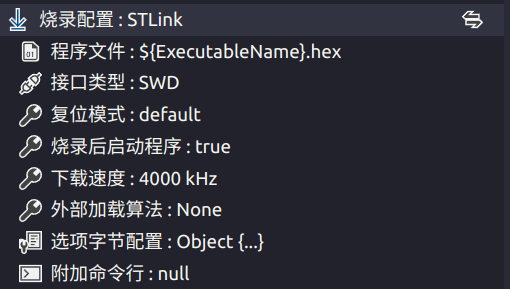 烧录配置 : STLink
程序文件 : ${ExecutableName}.hex
接口类型 : SWD
复位模式 : default
烧录后启动程序 : true
下载速度 : 4000 kHz
外部加载算法 : None
选项字节配置 : Object {...}
附加命令行 : null